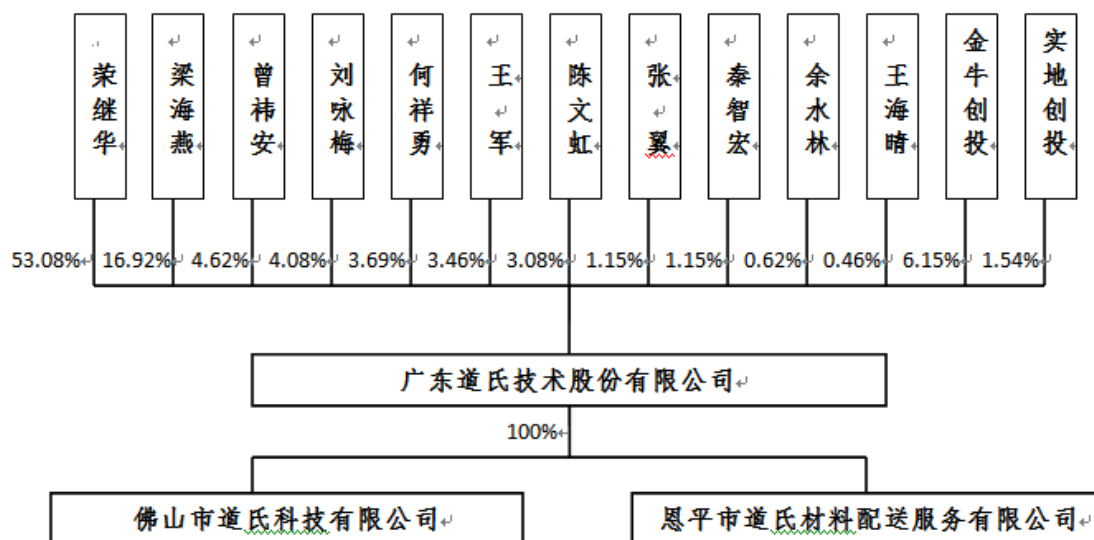 荣继华
梁海燕
曾祎安
刘咏梅
何祥勇
王军
陈文虹
张翼
秦智宏
余水林
王海晴
金牛创投
实地创投
53.08%
16.92%
4.62%
4.08%
3.69%
3.46%
3.08%
1.15%
1.15%
0.62%
0.46%
6.15%
1.54%
广东道氏技术股份有限公司
100%
佛山市道氏科技有限公司
恩平市道氏材料配送服务有限公司